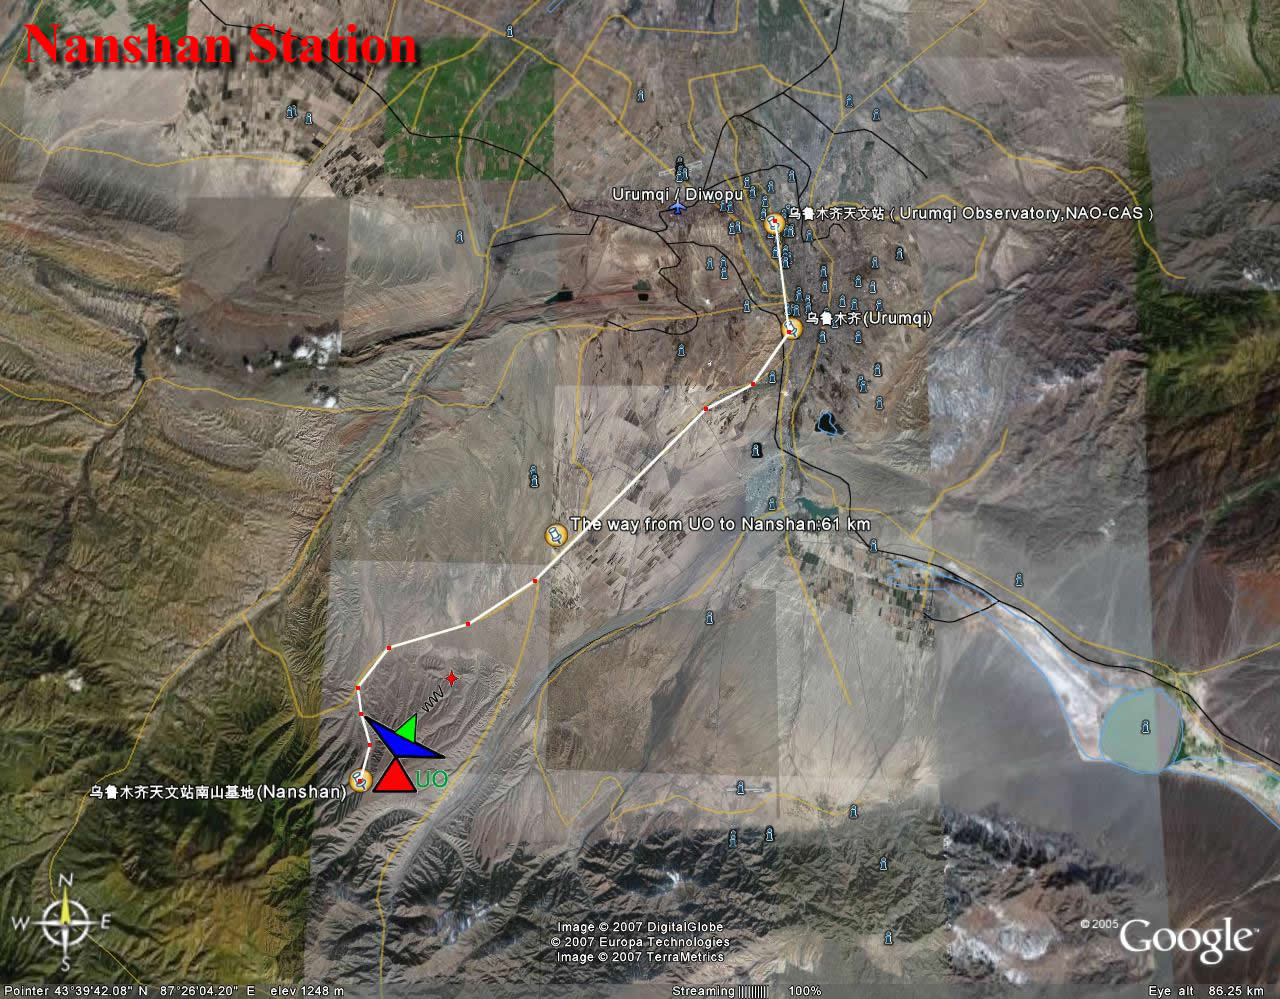 Nanshan Station
Urumqi / Diwopu
乌鲁木齐天文站（Urumqi Observatory,NAO-CAS）
乌鲁木齐(Urumqi)
The way from UO to Nanshan:61 km
WW
UO
乌鲁木齐天文站南山基地(Nanshan)
N
W E
S
Image © 2007 DigitalGlobe
© 2007 Europa Technologies
Image © 2007 TerraMetrics
©2005 Google™
Pointer 43°39'42.08" N 87°26'04.20" E elev 1248 m Streaming ||||||||| 100% Eye alt 86.25 km